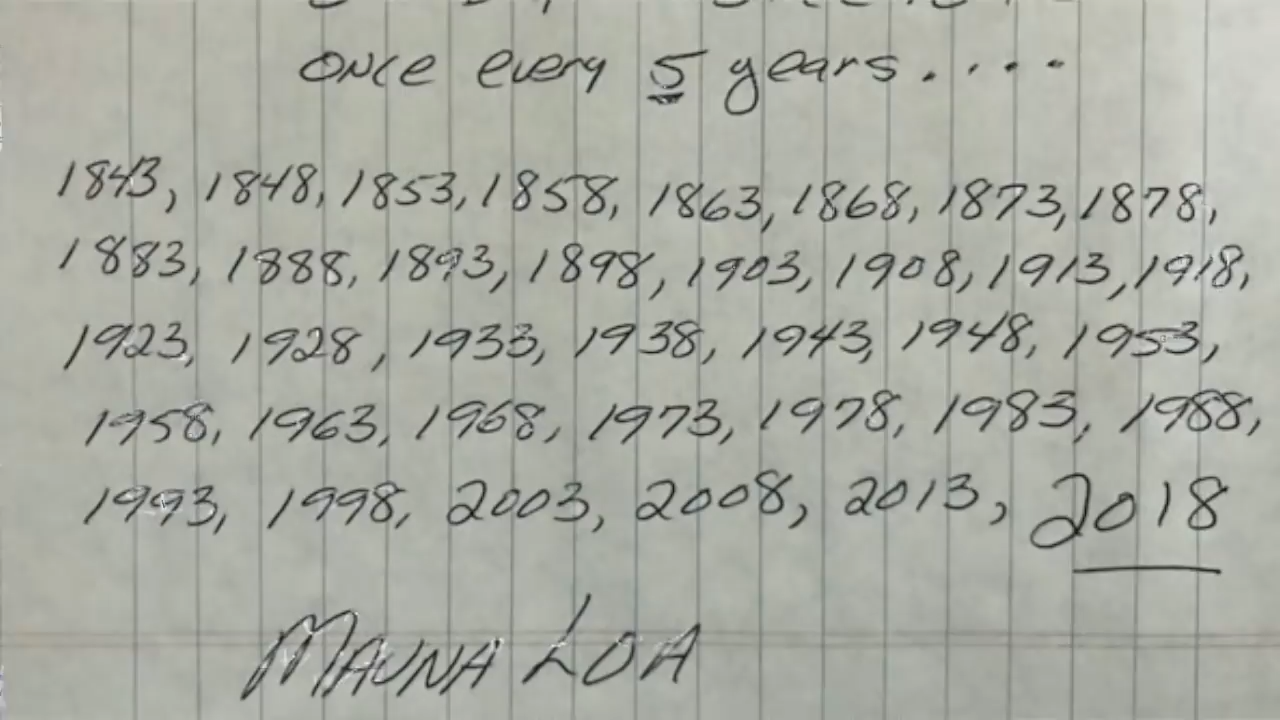 once every 5 years.....
1843, 1848, 1853, 1858, 1863, 1868, 1873, 1878,
1883, 1888, 1893, 1898, 1903, 1908, 1913, 1918,
1923, 1928, 1933, 1938, 1943, 1948, 1953,
1958, 1963, 1968, 1973, 1978, 1983, 1988,
1993, 1998, 2003, 2008, 2013, 2018
MAUNA LOA